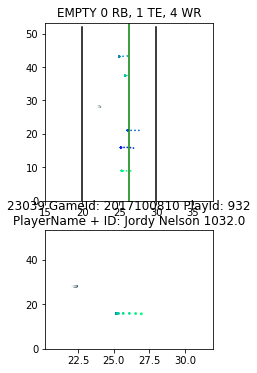 EMPTY 0 RB, 1 TE, 4 WR
50
40
30
20
10
0
15 20 25 30 35
23039 GameId: 2017100810 PlayId: 932
PlayerName + ID: Jordy Nelson 1032.0
40
20
0
22.5 25.0 27.5 30.0